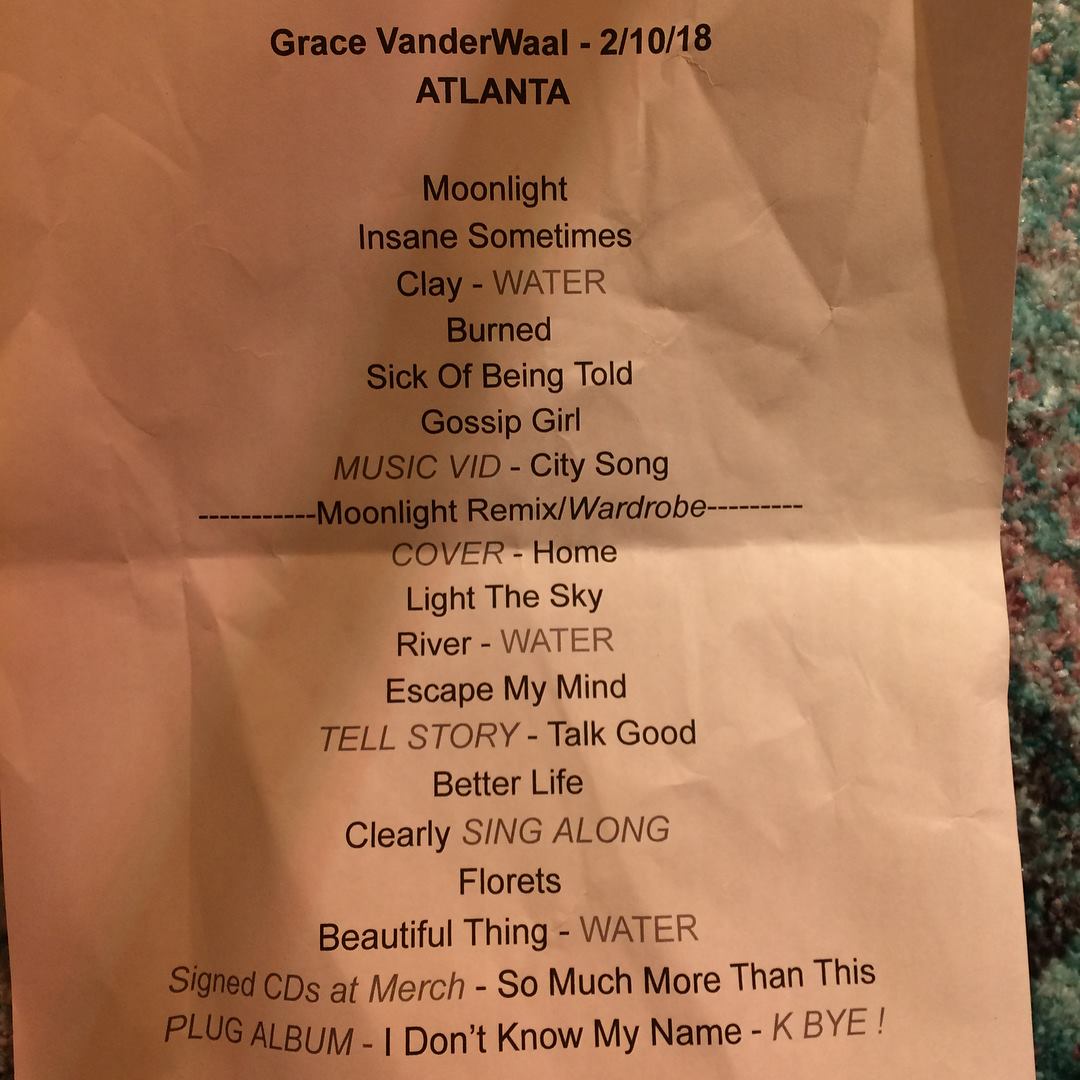 Grace VanderWaal - 2/10/18
ATLANTA
Moonlight
Insane Sometimes
Clay - WATER
Burned
Sick Of Being Told
Gossip Girl
MUSIC VID - City Song
-----------Moonlight Remix/Wardrobe---------
COVER - Home
Light The Sky
River - WATER
Escape My Mind
TELL STORY - Talk Good
Better Life
Clearly SING ALONG
Florets
Beautiful Thing - WATER
Signed CDs at Merch - So Much More Than This
PLUG ALBUM - I Don't Know My Name - K BYE !